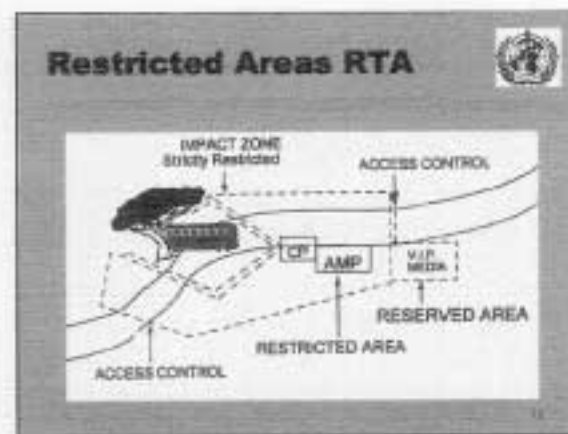 Restricted Areas RTA
IMPACT ZONE
Strictly Restricted
ACCESS CONTROL
CP
AMP
V.I.P.
MEDIA
RESERVED AREA
RESTRICTED AREA
ACCESS CONTROL